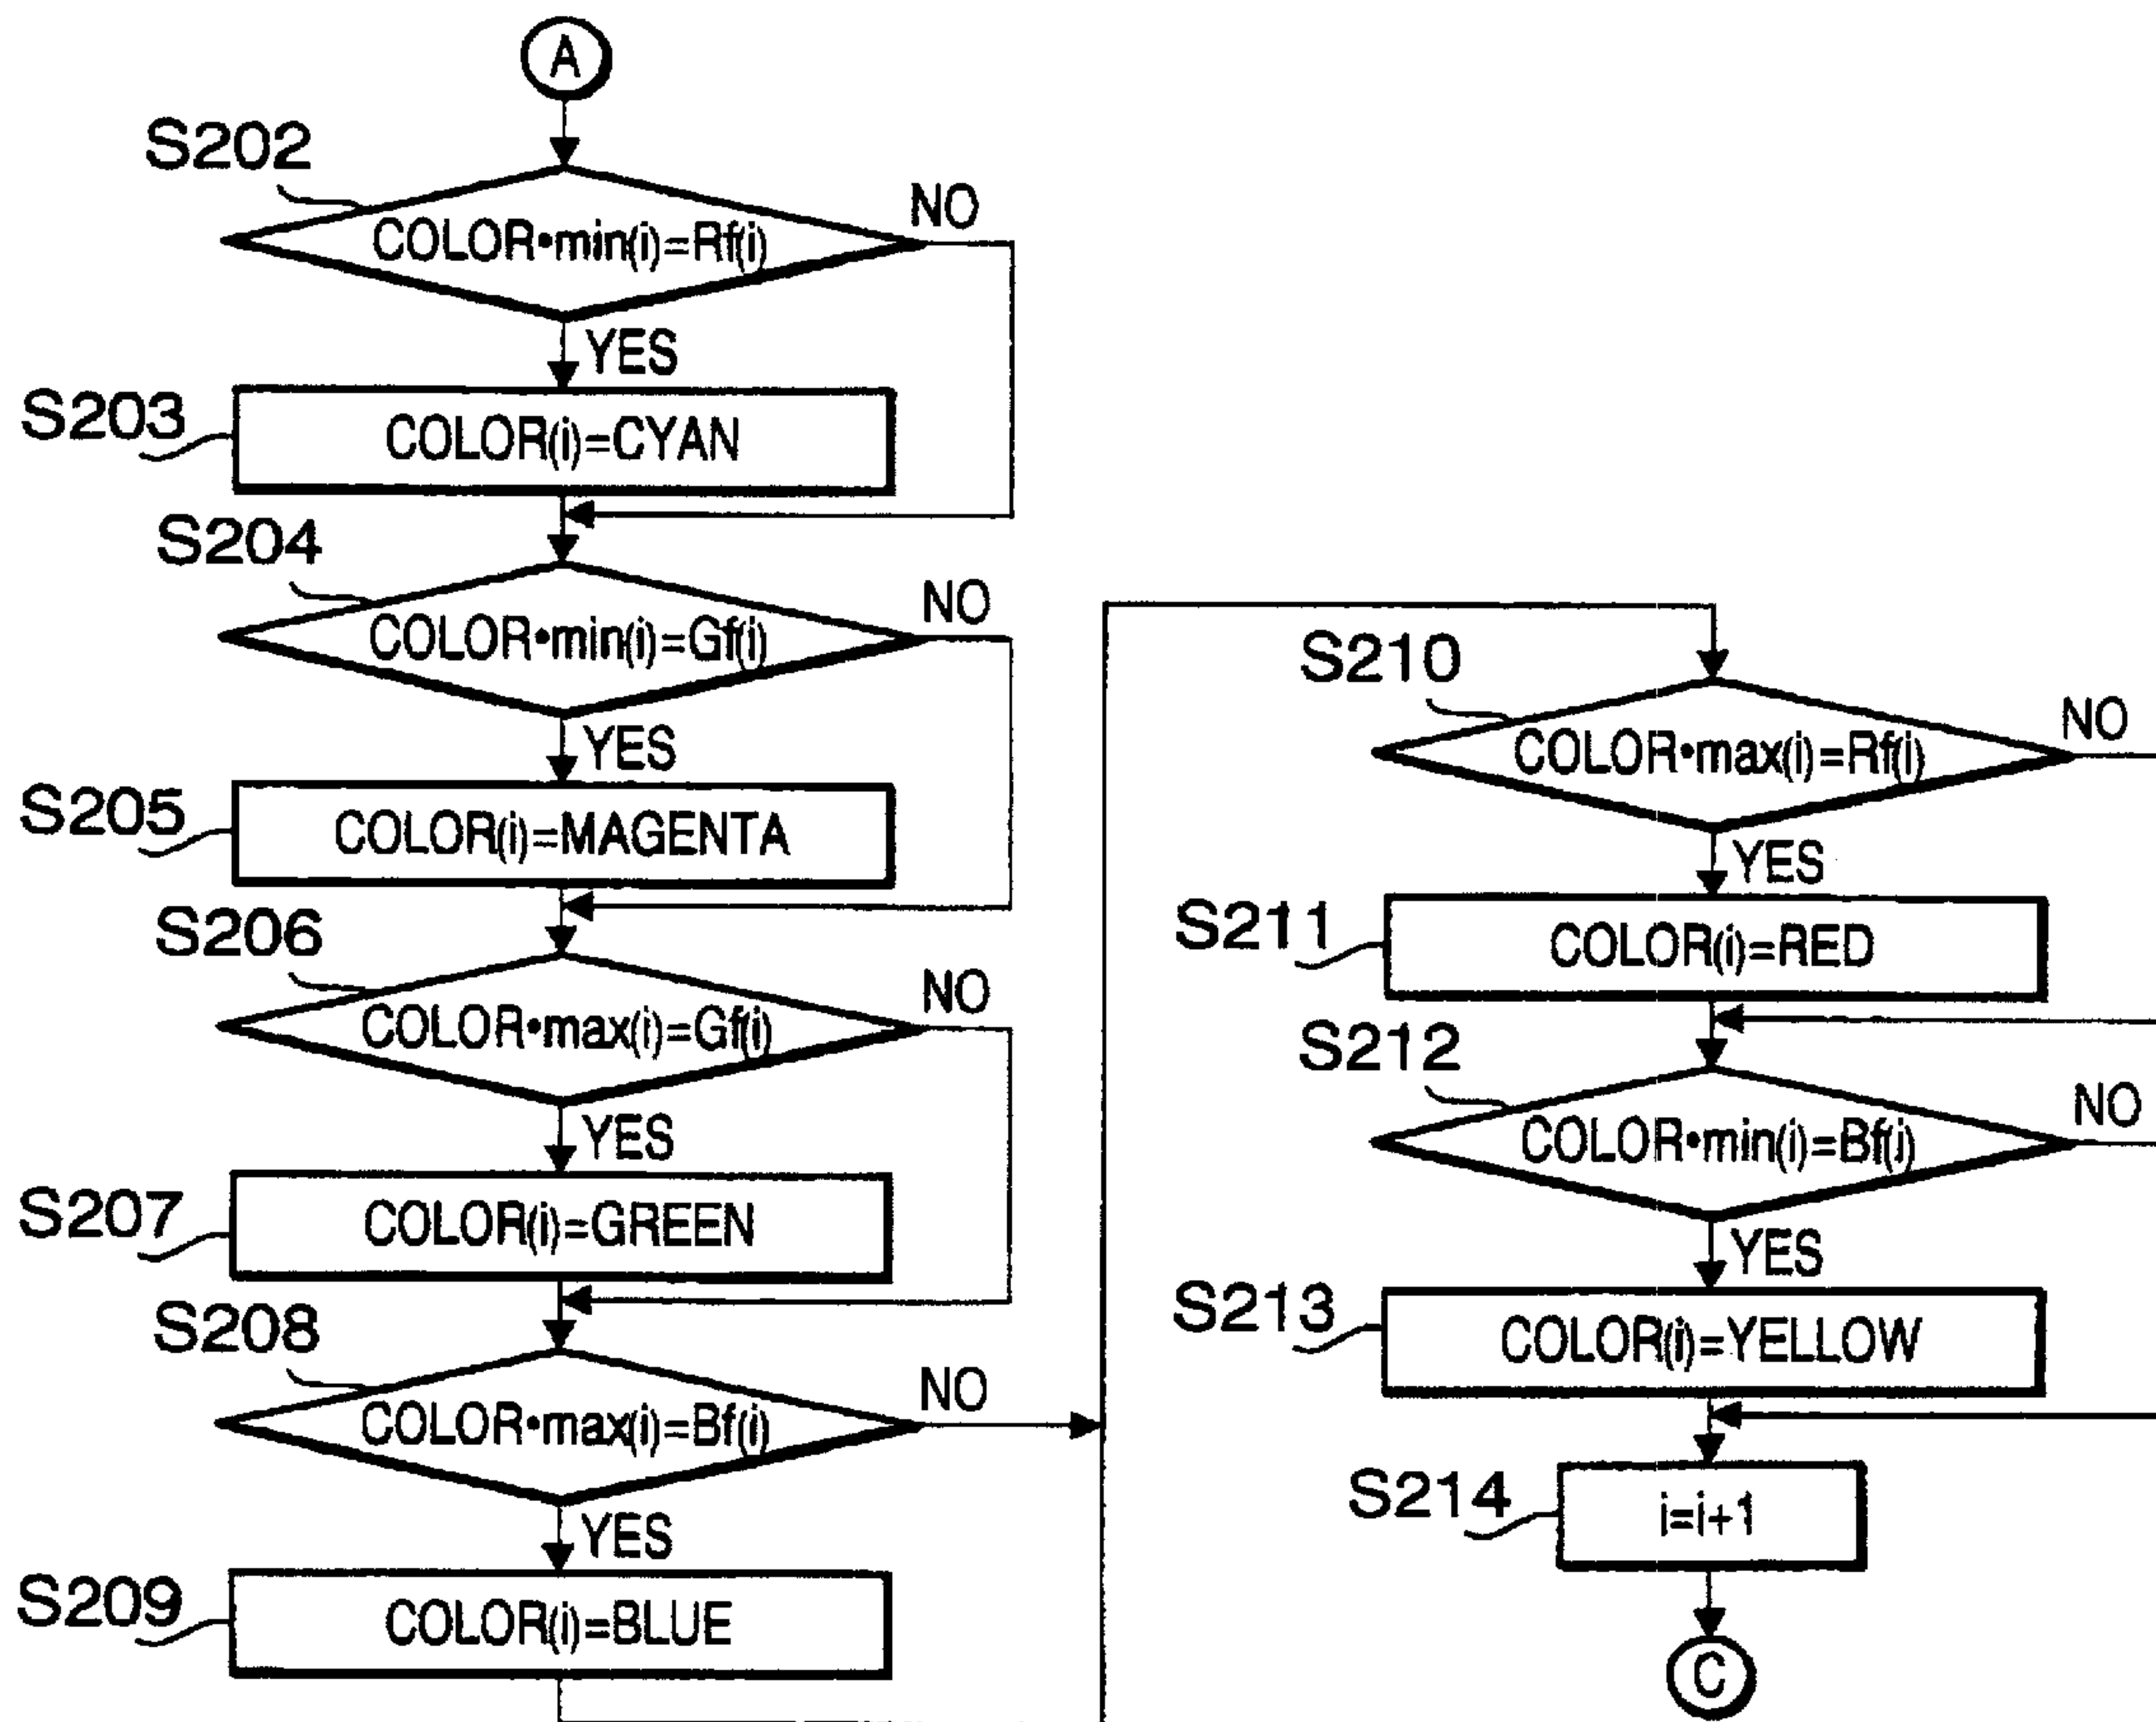 A
S202
COLOR•min(i)=Rf(i)
NO
YES
S203
COLOR(i)=CYAN
S204
COLOR•min(i)=Gf(i)
NO
YES
S205
COLOR(i)=MAGENTA
S206
COLOR•max(i)=Gf(i)
NO
YES
S207
COLOR(i)=GREEN
S208
COLOR•max(i)=Bf(i)
NO
YES
S209
COLOR(i)=BLUE
S210
COLOR•max(i)=Rf(i)
NO
YES
S211
COLOR(i)=RED
S212
COLOR•min(i)=Bf(i)
NO
YES
S213
COLOR(i)=YELLOW
S214
i=i+1
C